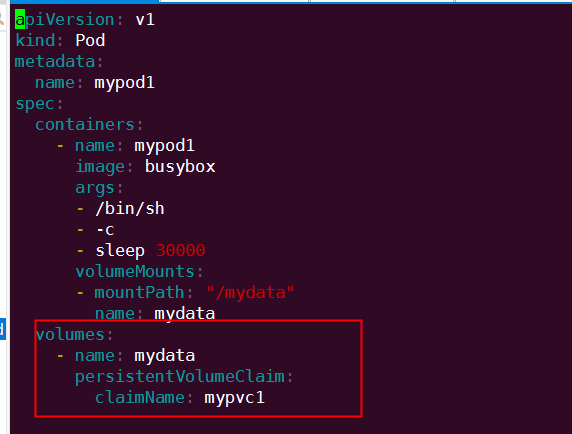 apiVersion: v1
kind: Pod
metadata:
  name: mypod1
spec:
  containers:
    - name: mypod1
      image: busybox
      args:
      - /bin/sh
      - -c
      - sleep 30000
      volumeMounts:
      - mountPath: "/mydata"
        name: mydata
  volumes:
    - name: mydata
      persistentVolumeClaim:
        claimName: mypvc1